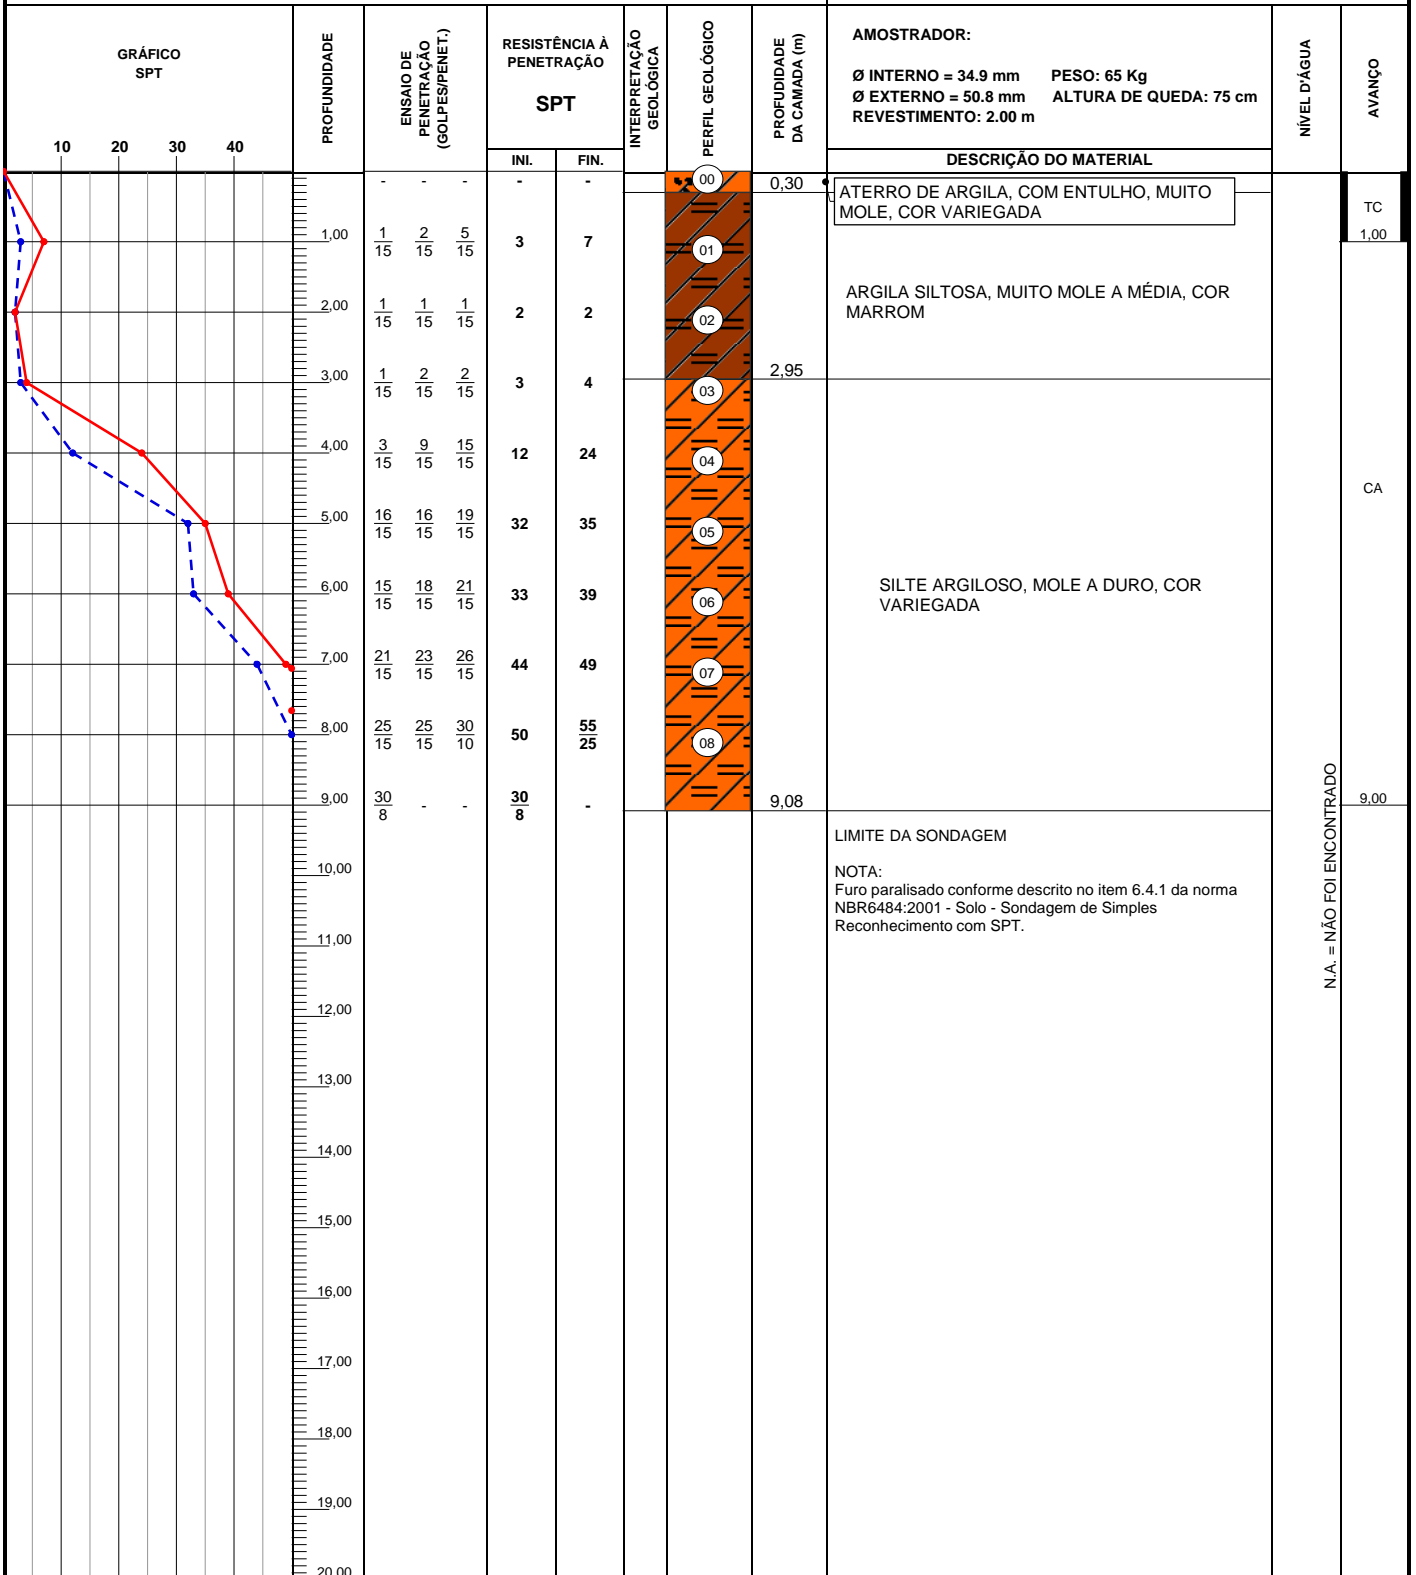 GRÁFICO
SPT
10 20 30 40
PROFUNDIDADE
ENSAIO DE
PENETRAÇÃO
(GOLPES/PENET.)
RESISTÊNCIA À
PENETRAÇÃO
SPT
INI. FIN.
INTERPRETAÇÃO
GEOLÓGICA
PERFIL GEOLÓGICO
PROFUDIDADE
DA CAMADA (m)
AMOSTRADOR:
Ø INTERNO = 34.9 mm PESO: 65 Kg
Ø EXTERNO = 50.8 mm ALTURA DE QUEDA: 75 cm
REVESTIMENTO: 2.00 m
DESCRIÇÃO DO MATERIAL
NÍVEL D'ÁGUA
AVANÇO
- - - - - 00 0,30
ATERRO DE ARGILA, COM ENTULHO, MUITO
MOLE, COR VARIEGADA
TC
1,00
1,00 1/15 2/15 5/15 3 7 01
ARGILA SILTOSA, MUITO MOLE A MÉDIA, COR
MARROM
2,00 1/15 1/15 1/15 2 2 02
2,95
3,00 1/15 2/15 2/15 3 4 03
4,00 3/15 9/15 15/15 12 24 04
CA
5,00 16/15 16/15 19/15 32 35 05
SILTE ARGILOSO, MOLE A DURO, COR
VARIEGADA
6,00 15/15 18/15 21/15 33 39 06
7,00 21/15 23/15 26/15 44 49 07
8,00 25/15 25/15 30/10 50 55/25 08
9,00 30/8 - - 30/8 - 9,08
9,00
N.A. = NÃO FOI ENCONTRADO
LIMITE DA SONDAGEM
NOTA:
Furo paralisado conforme descrito no item 6.4.1 da norma
NBR6484:2001 - Solo - Sondagem de Simples
Reconhecimento com SPT.
10,00
11,00
12,00
13,00
14,00
15,00
16,00
17,00
18,00
19,00
20,00